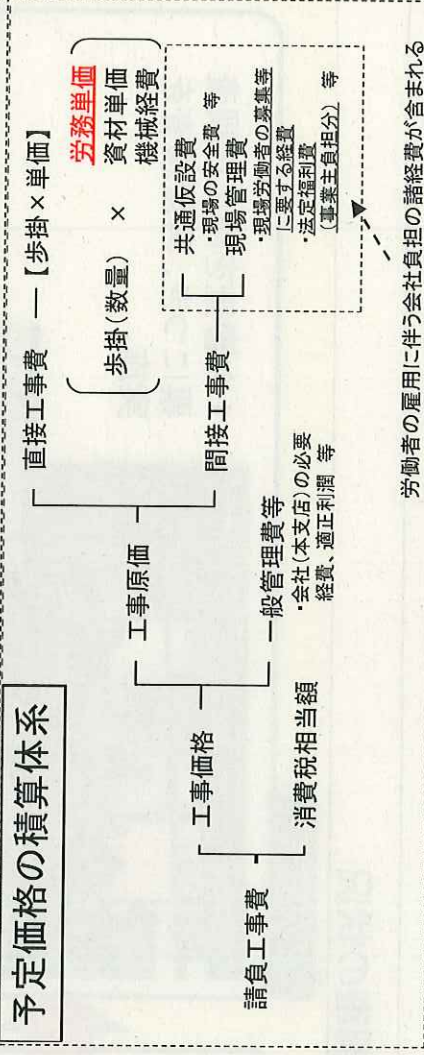 予定価格の積算体系
請負工事費
工事価格
消費税相当額
工事原価
一般管理費等
・会社(本支店)の必要
経費、適正利潤 等
直接工事費 ― 【歩掛×単価】
歩掛(数量) × 労務単価
資材単価
機械経費
間接工事費
共通仮設費
・現場の安全費 等
現場管理費
・現場労働者の募集等
に要する経費
・法定福利費
(事業主負担分) 等
労働者の雇用に伴う会社負担の諸経費が含まれる